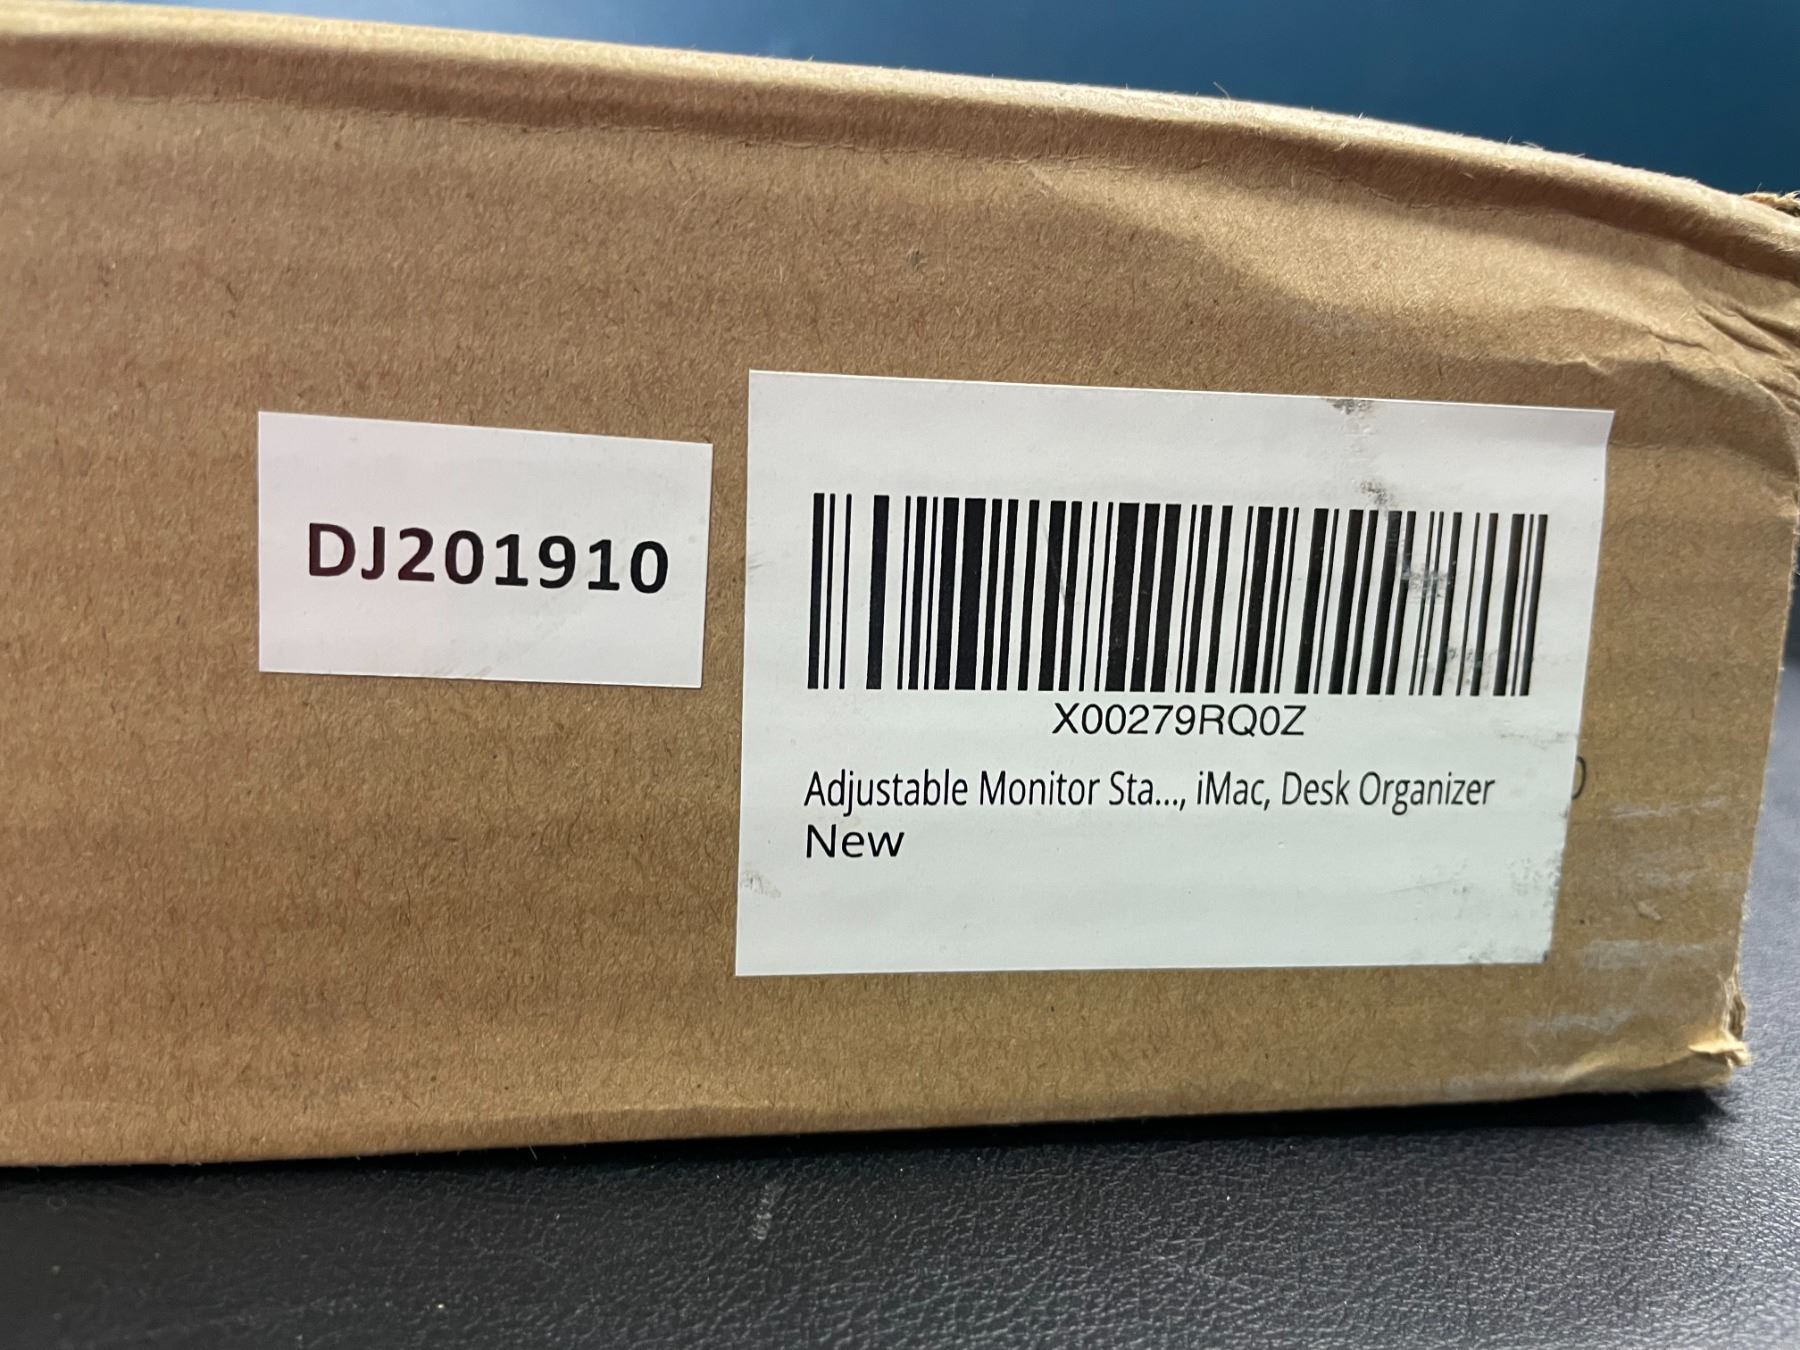 DJ201910
X00279RQ0Z
Adjustable Monitor Sta..., iMac, Desk Organizer
New